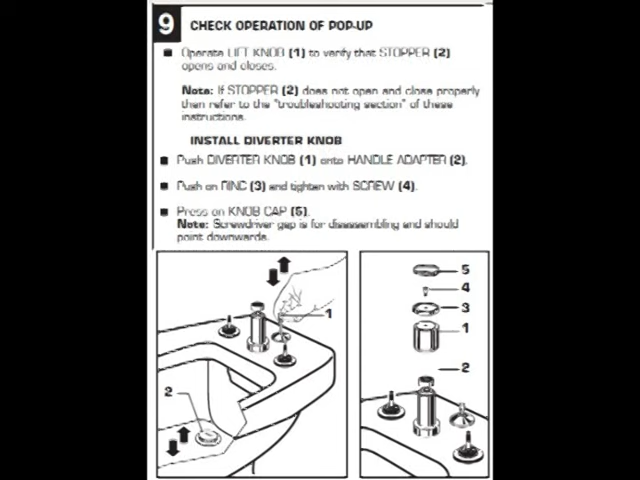 9 CHECK OPERATION OF POP-UP
Operate LIFT KNOB (1) to verify that STOPPER (2)
opens and closes.
Note: If STOPPER (2) does not open and close properly
then refer to the "troubleshooting section" of these
instructions.
INSTALL DIVERTER KNOB
Push DIVERTER KNOB (1) onto HANDLE ADAPTER (2).
Push on RING (3) and tighten with SCREW (4).
Press on KNOB CAP (5).
Note: Screwdriver gap is for disassembling and should
point downwards.
1
2
5
4
3
1
2